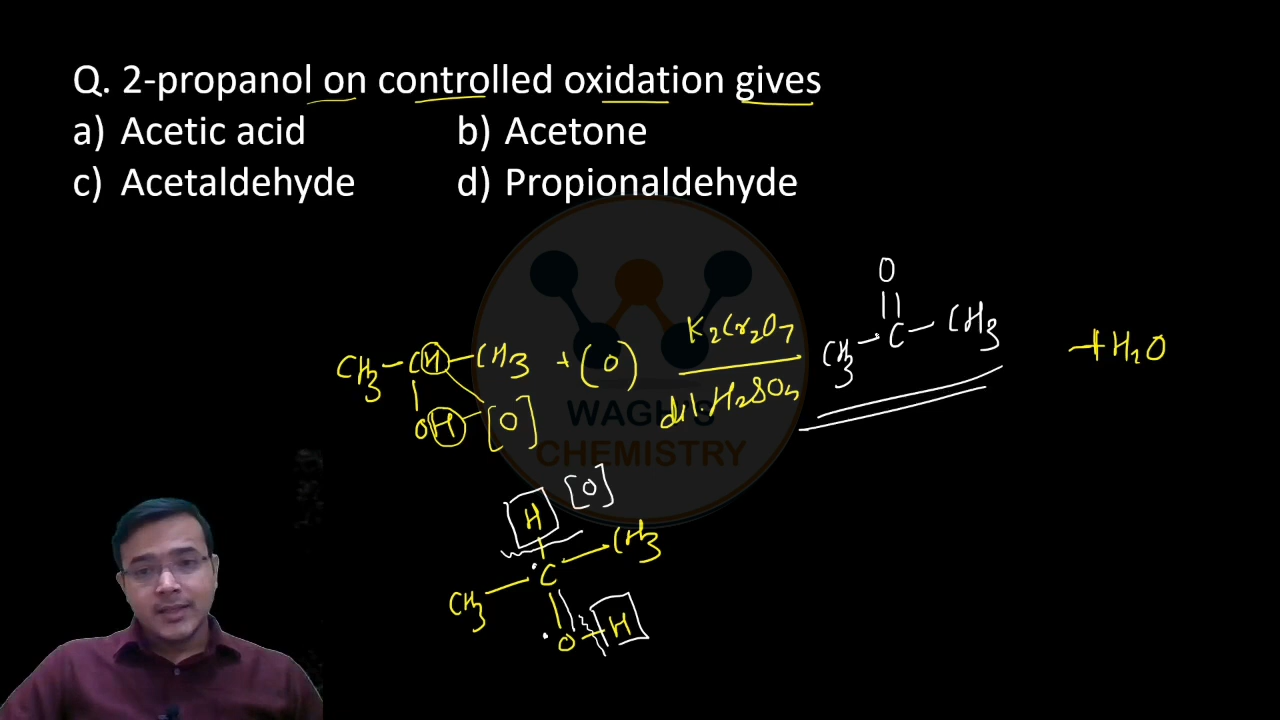 Q. 2-propanol on controlled oxidation gives
a) Acetic acid b) Acetone
c) Acetaldehyde d) Propionaldehyde
O
||
CH3-CH-CH3 + (O) K2Cr2O7 CH3-C-CH3 + H2O
|
OH [O] dil. H2SO4
WAGH'S
CHEMISTRY
[O]
H
CH3
C
CH3
O-H